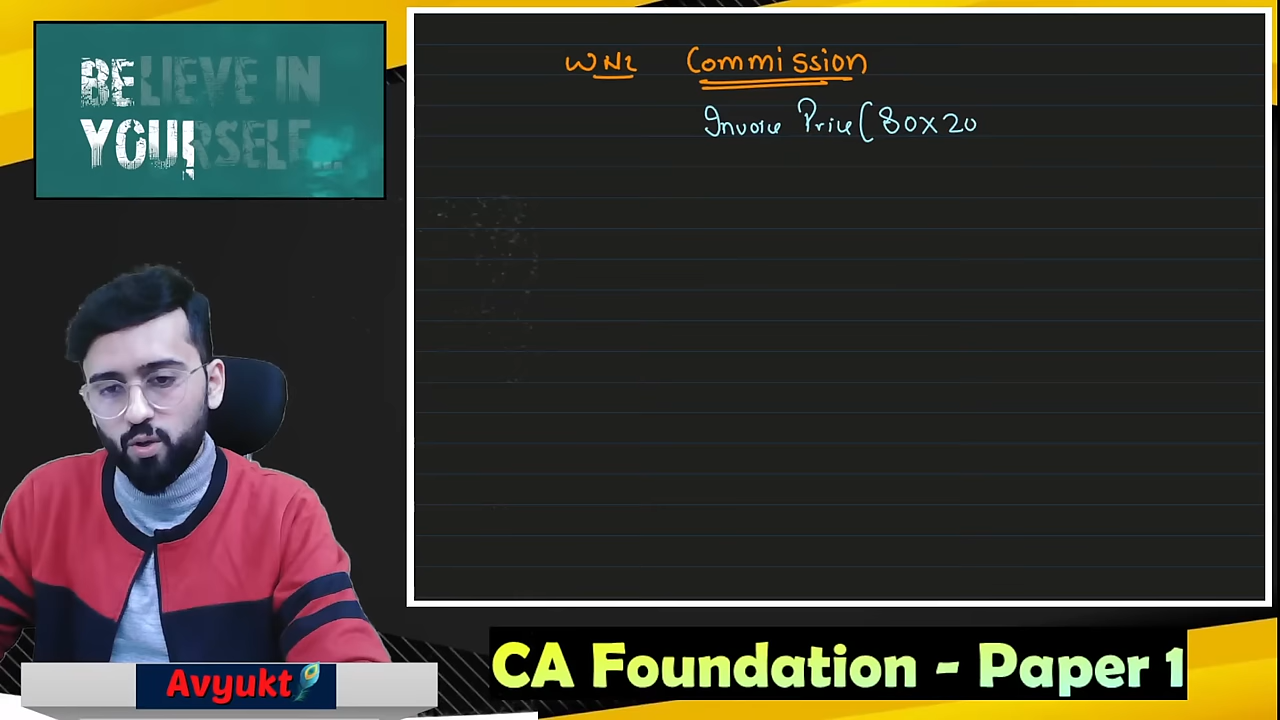 BELIEVE IN
YOURSELF...
WN2 Commission
Invoice Price (80x20
Avyukt
CA Foundation - Paper 1